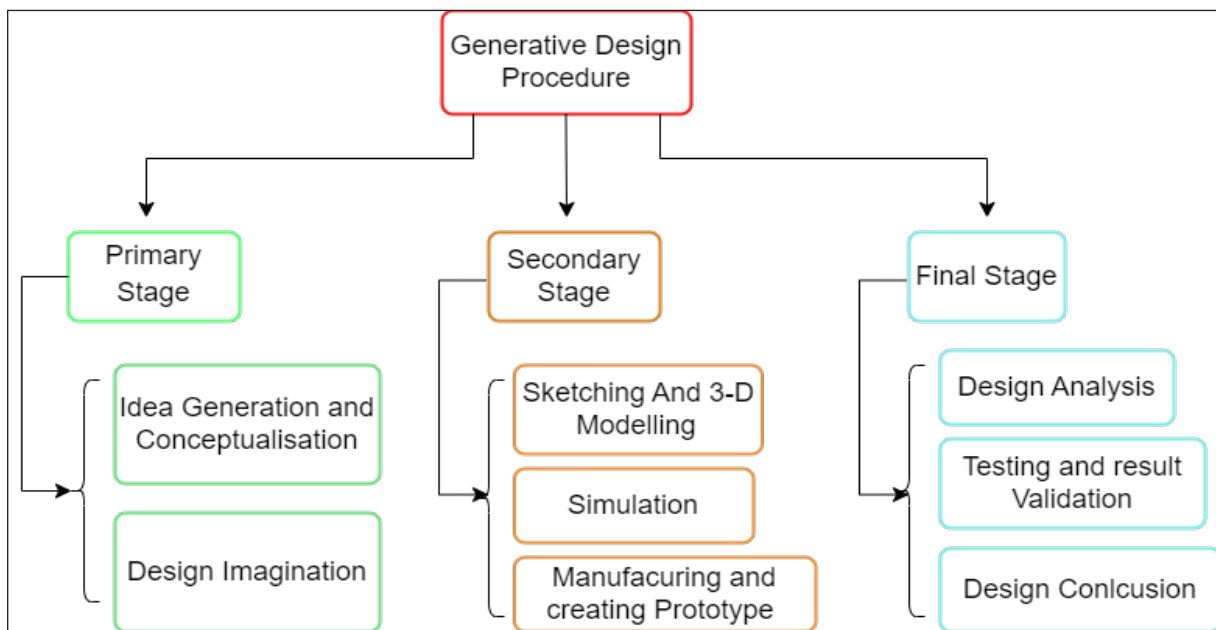 Generative Design
Procedure
Primary
Stage
Secondary
Stage
Final Stage
Idea Generation and
Conceptualisation
Design Imagination
Sketching And 3-D
Modelling
Simulation
Manufacuring and
creating Prototype
Design Analysis
Testing and result
Validation
Design Conlcusion